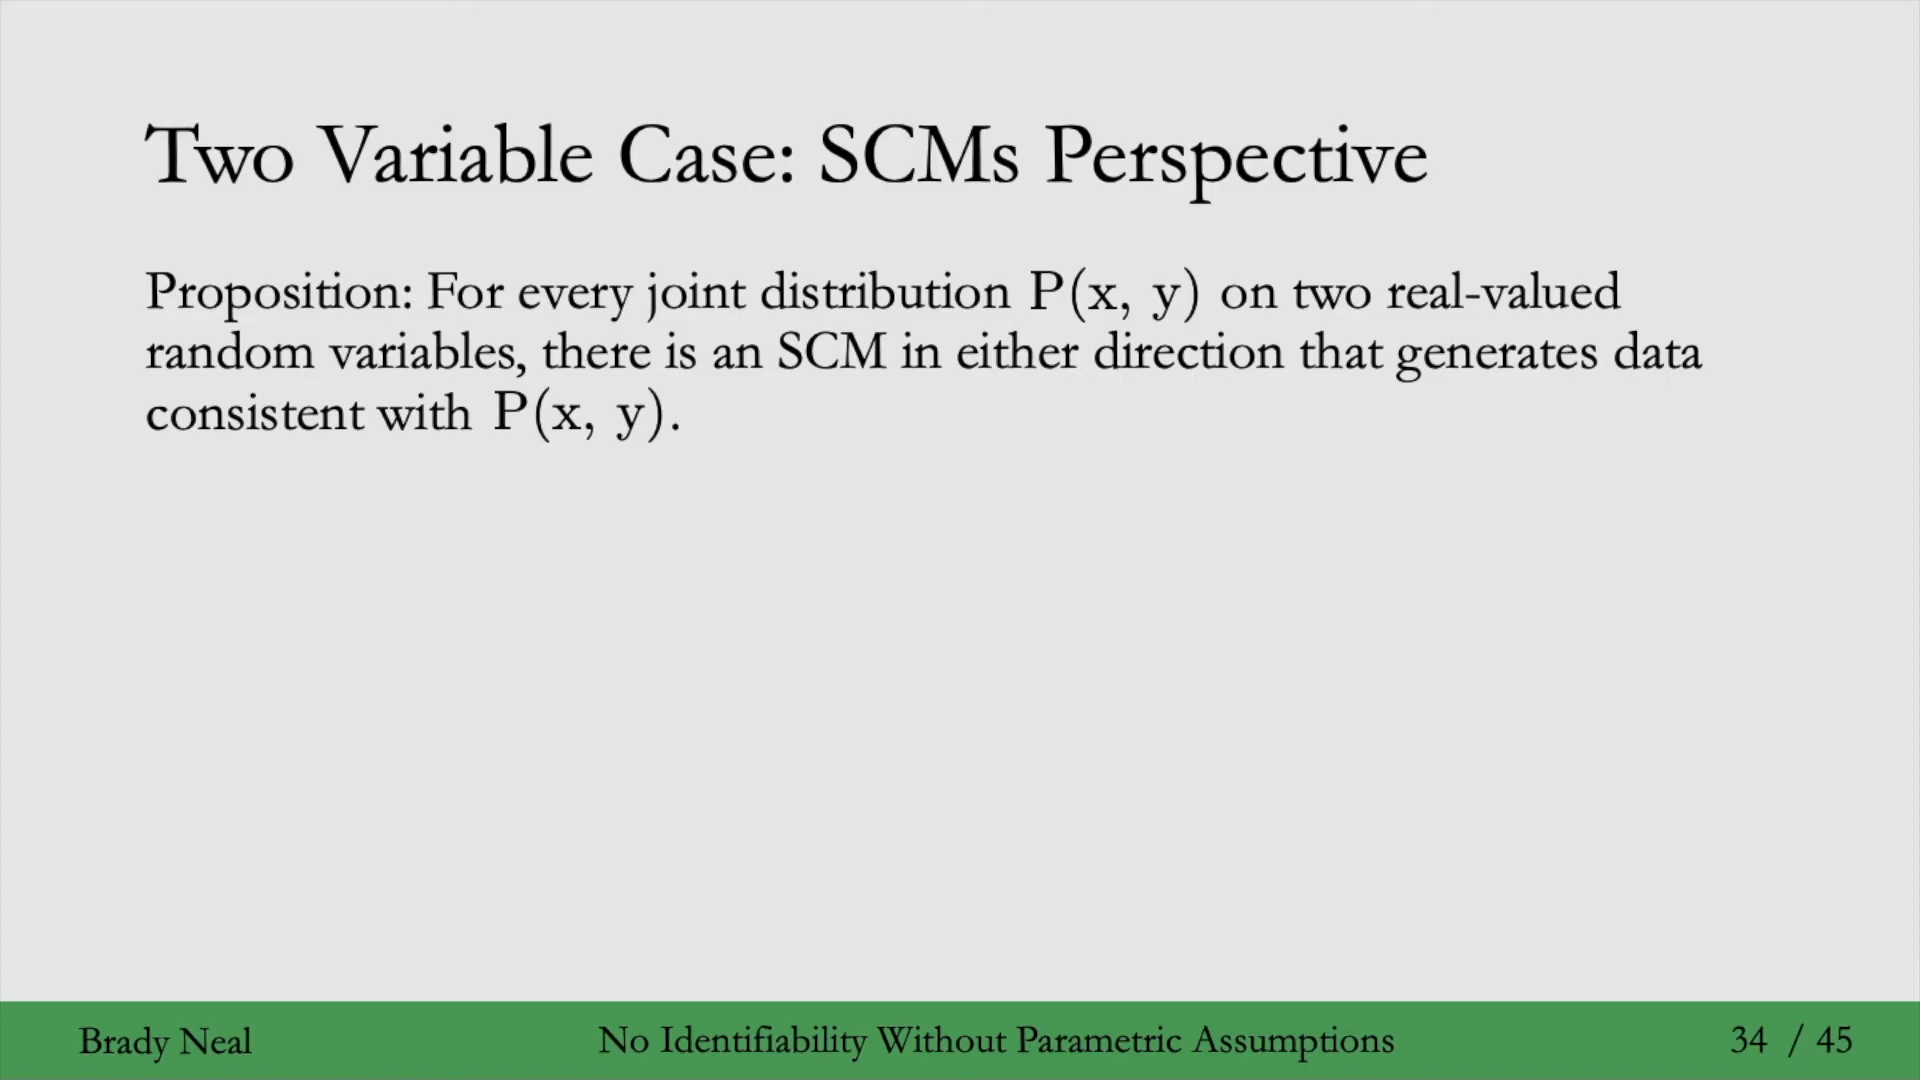 Two Variable Case: SCMs Perspective
Proposition: For every joint distribution P(x, y) on two real-valued
random variables, there is an SCM in either direction that generates data
consistent with P(x, y).
Brady Neal
No Identifiability Without Parametric Assumptions
34 / 45